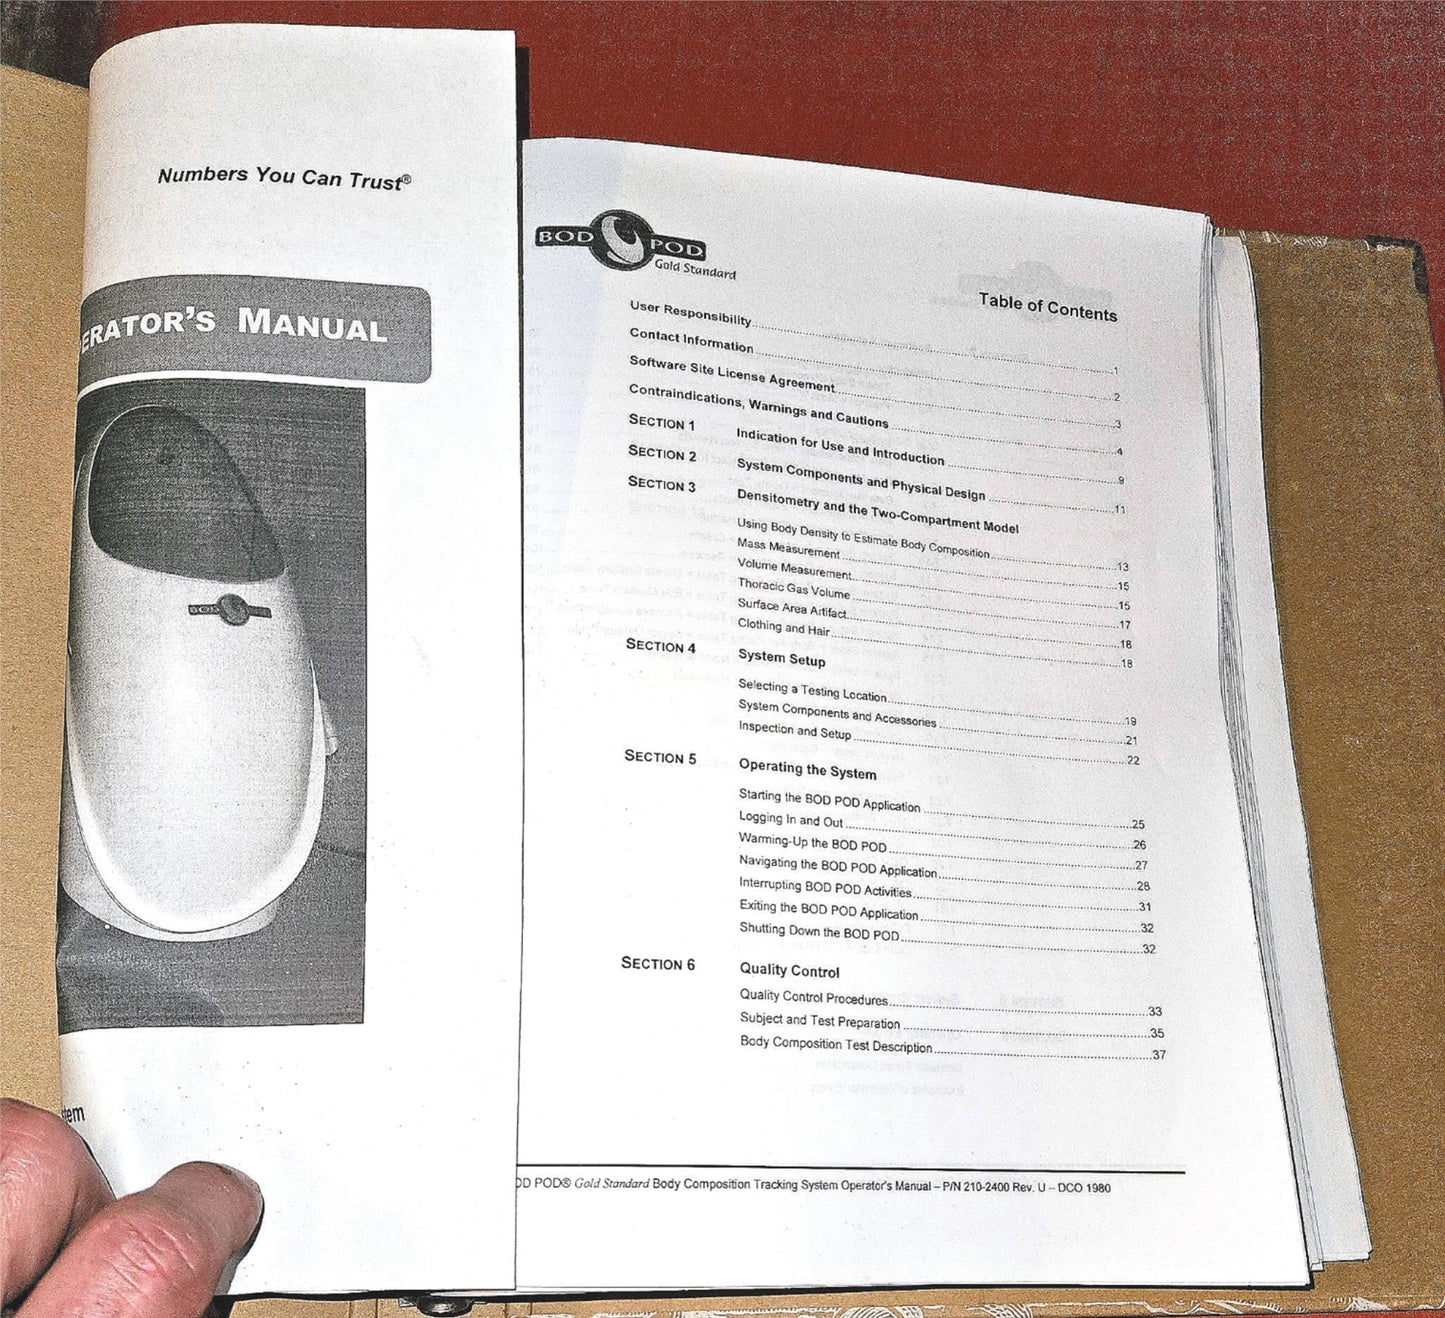 Numbers You Can Trust®
ERATOR'S MANUAL
BOD POD
BOD POD
Gold Standard
Table of Contents
User Responsibility..........1
Contact Information..........2
Software Site License Agreement..........3
Contraindications, Warnings and Cautions..........4
SECTION 1 Indication for Use and Introduction..........9
SECTION 2 System Components and Physical Design..........11
SECTION 3 Densitometry and the Two-Compartment Model
Using Body Density to Estimate Body Composition..........13
Mass Measurement..........15
Volume Measurement..........15
Thoracic Gas Volume..........17
Surface Area Artifact..........18
Clothing and Hair..........18
SECTION 4 System Setup
Selecting a Testing Location..........19
System Components and Accessories..........21
Inspection and Setup..........22
SECTION 5 Operating the System
Starting the BOD POD Application..........25
Logging In and Out..........26
Warming-Up the BOD POD..........27
Navigating the BOD POD Application..........28
Interrupting BOD POD Activities..........31
Exiting the BOD POD Application..........32
Shutting Down the BOD POD..........32
SECTION 6 Quality Control
Quality Control Procedures..........33
Subject and Test Preparation..........35
Body Composition Test Description..........37
stem
OD POD® Gold Standard Body Composition Tracking System Operator's Manual – P/N 210-2400 Rev. U – DCO 1980